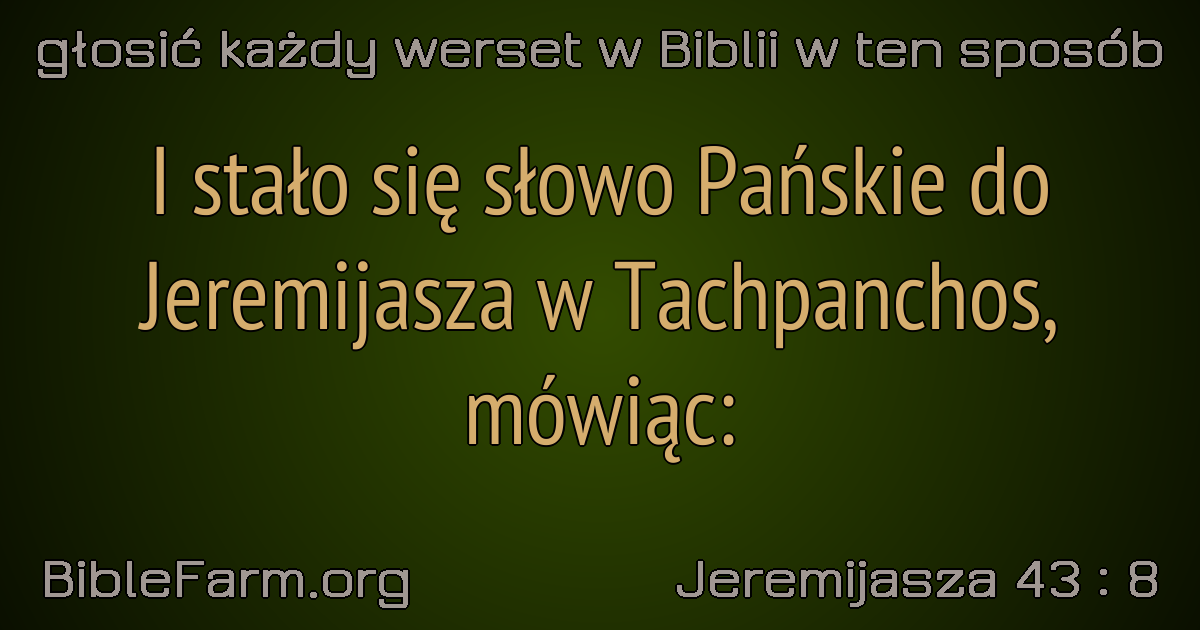 głosić każdy werset w Biblii w ten sposób
I stało się słowo Pańskie do
Jeremijasza w Tachpanchos,
mówiąc:
BibleFarm.org
Jeremijasza 43 : 8